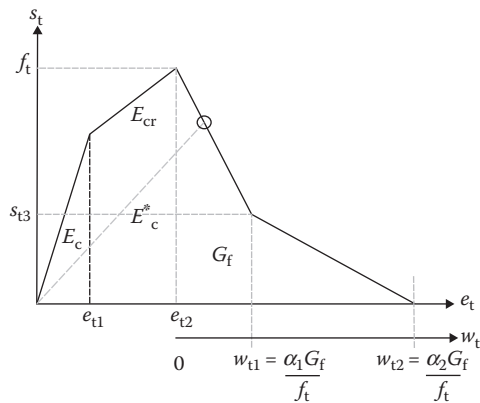 s_t
f_t
E_cr
s_t3
E*_c
E_c
G_f
e_t1
e_t2
e_t
w_t
0
w_t1 = α_1G_f / f_t
w_t2 = α_2G_f / f_t